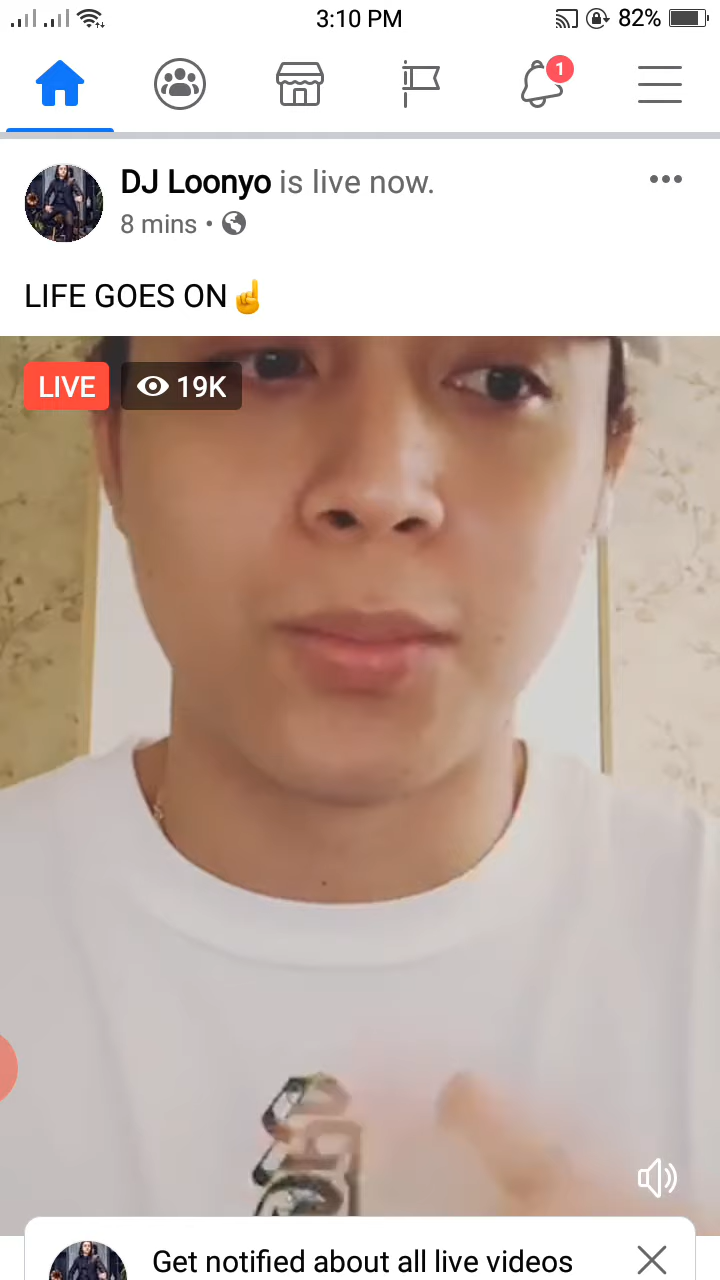 3:10 PM
82%
1
DJ Loonyo is live now.
8 mins •
LIFE GOES ON☝
LIVE 19K
Get notified about all live videos